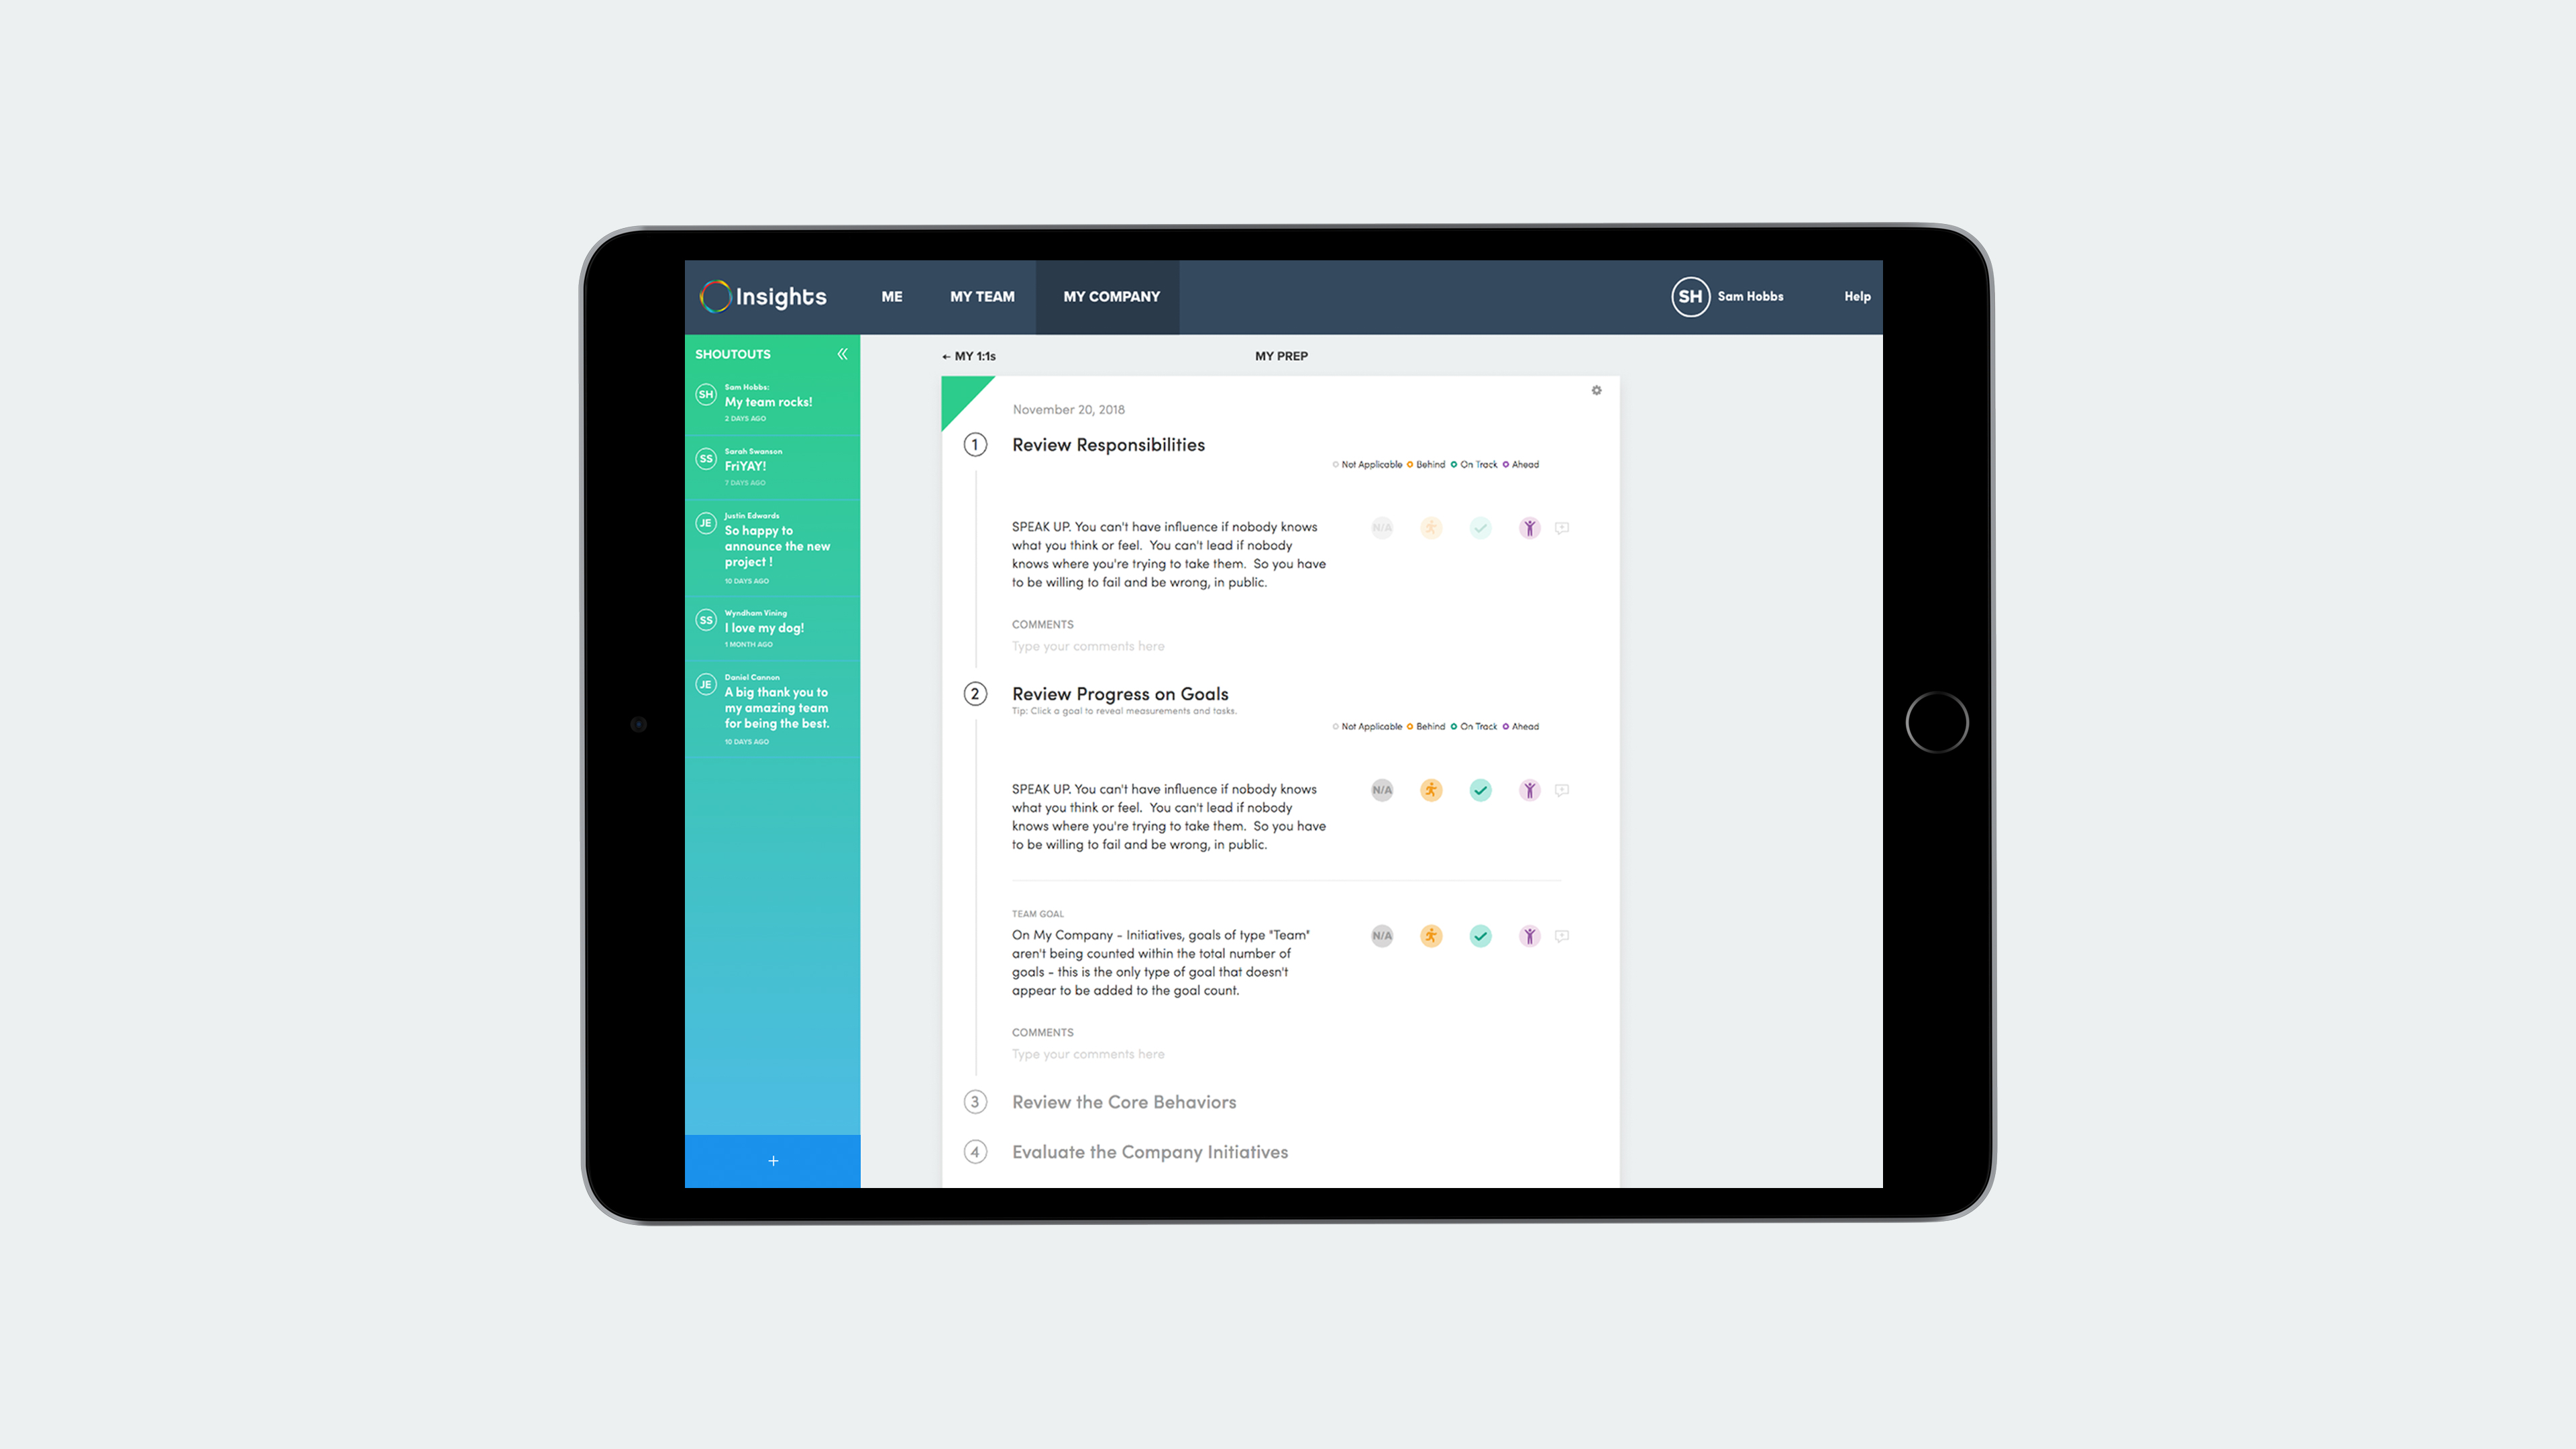 Insights
ME
MY TEAM
MY COMPANY
SH
Sam Hobbs
Help
SHOUTOUTS
SH
Sam Hobbs:
My team rocks!
2 DAYS AGO
SS
Sarah Swanson
FriYAY!
7 DAYS AGO
JE
Justin Edwards
So happy to
announce the new
project !
10 DAYS AGO
SS
Wyndham Vining
I love my dog!
1 MONTH AGO
JE
Daniel Cannon
A big thank you to
my amazing team
for being the best.
10 DAYS AGO
+
← MY 1:1s
MY PREP
November 20, 2018
1
Review Responsibilities
Not Applicable Behind On Track Ahead
SPEAK UP. You can't have influence if nobody knows
what you think or feel.  You can't lead if nobody
knows where you're trying to take them.  So you have
to be willing to fail and be wrong, in public.
N/A
COMMENTS
Type your comments here
2
Review Progress on Goals
Tip: Click a goal to reveal measurements and tasks.
Not Applicable Behind On Track Ahead
SPEAK UP. You can't have influence if nobody knows
what you think or feel.  You can't lead if nobody
knows where you're trying to take them.  So you have
to be willing to fail and be wrong, in public.
N/A
TEAM GOAL
On My Company - Initiatives, goals of type "Team"
aren't being counted within the total number of
goals - this is the only type of goal that doesn't
appear to be added to the goal count.
N/A
COMMENTS
Type your comments here
3
Review the Core Behaviors
4
Evaluate the Company Initiatives